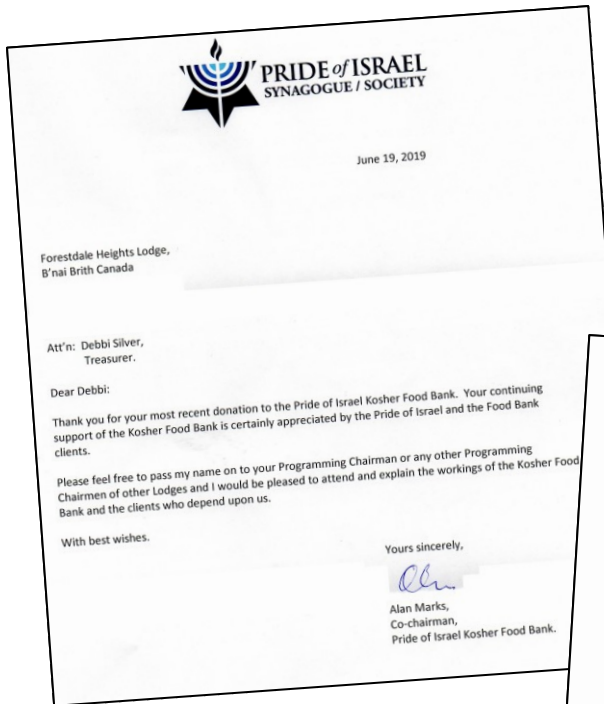 PRIDE of ISRAEL
SYNAGOGUE / SOCIETY
June 19, 2019
Forestdale Heights Lodge,
B'nai Brith Canada
Att'n: Debbi Silver,
Treasurer.
Dear Debbi:
Thank you for your most recent donation to the Pride of Israel Kosher Food Bank. Your continuing
support of the Kosher Food Bank is certainly appreciated by the Pride of Israel and the Food Bank
clients.
Please feel free to pass my name on to your Programming Chairman or any other Programming
Chairmen of other Lodges and I would be pleased to attend and explain the workings of the Kosher Food
Bank and the clients who depend upon us.
With best wishes.
Yours sincerely,
Alan Marks,
Co-chairman,
Pride of Israel Kosher Food Bank.